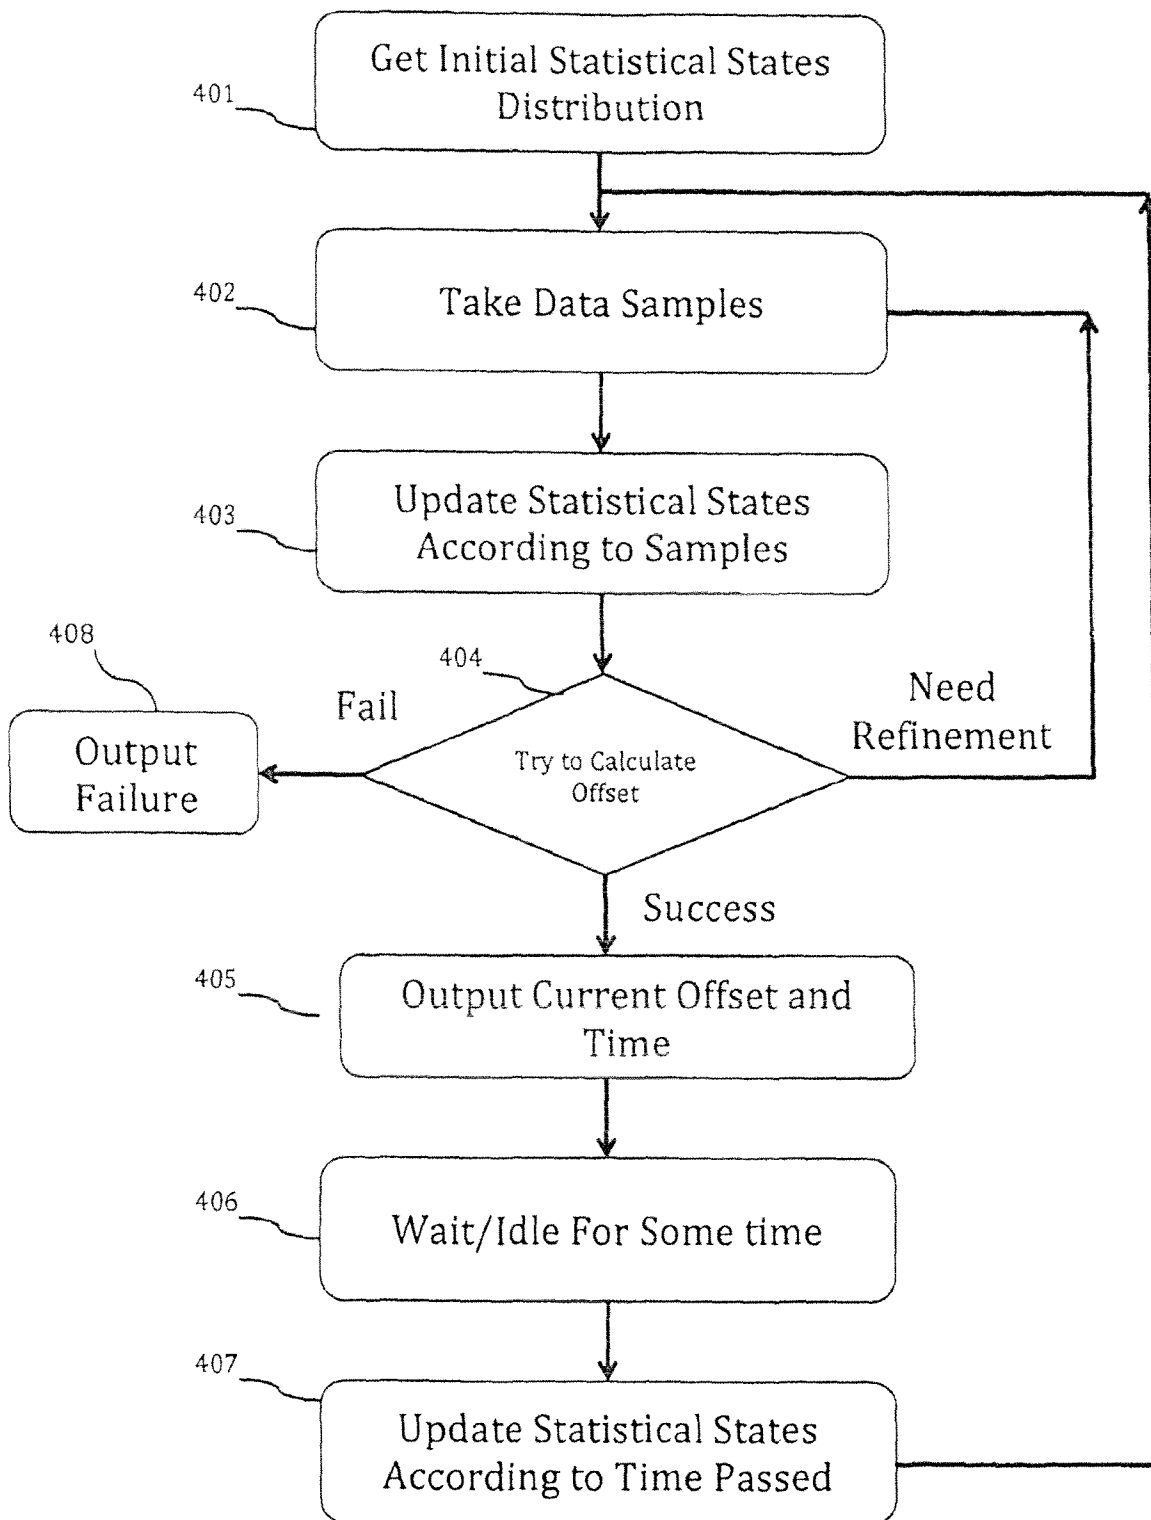 Get Initial Statistical States
Distribution
401
402
Take Data Samples
403
Update Statistical States
According to Samples
408
404
Fail
Need
Refinement
Output
Failure
Try to Calculate
Offset
Success
405
Output Current Offset and
Time
406
Wait/Idle For Some time
407
Update Statistical States
According to Time Passed